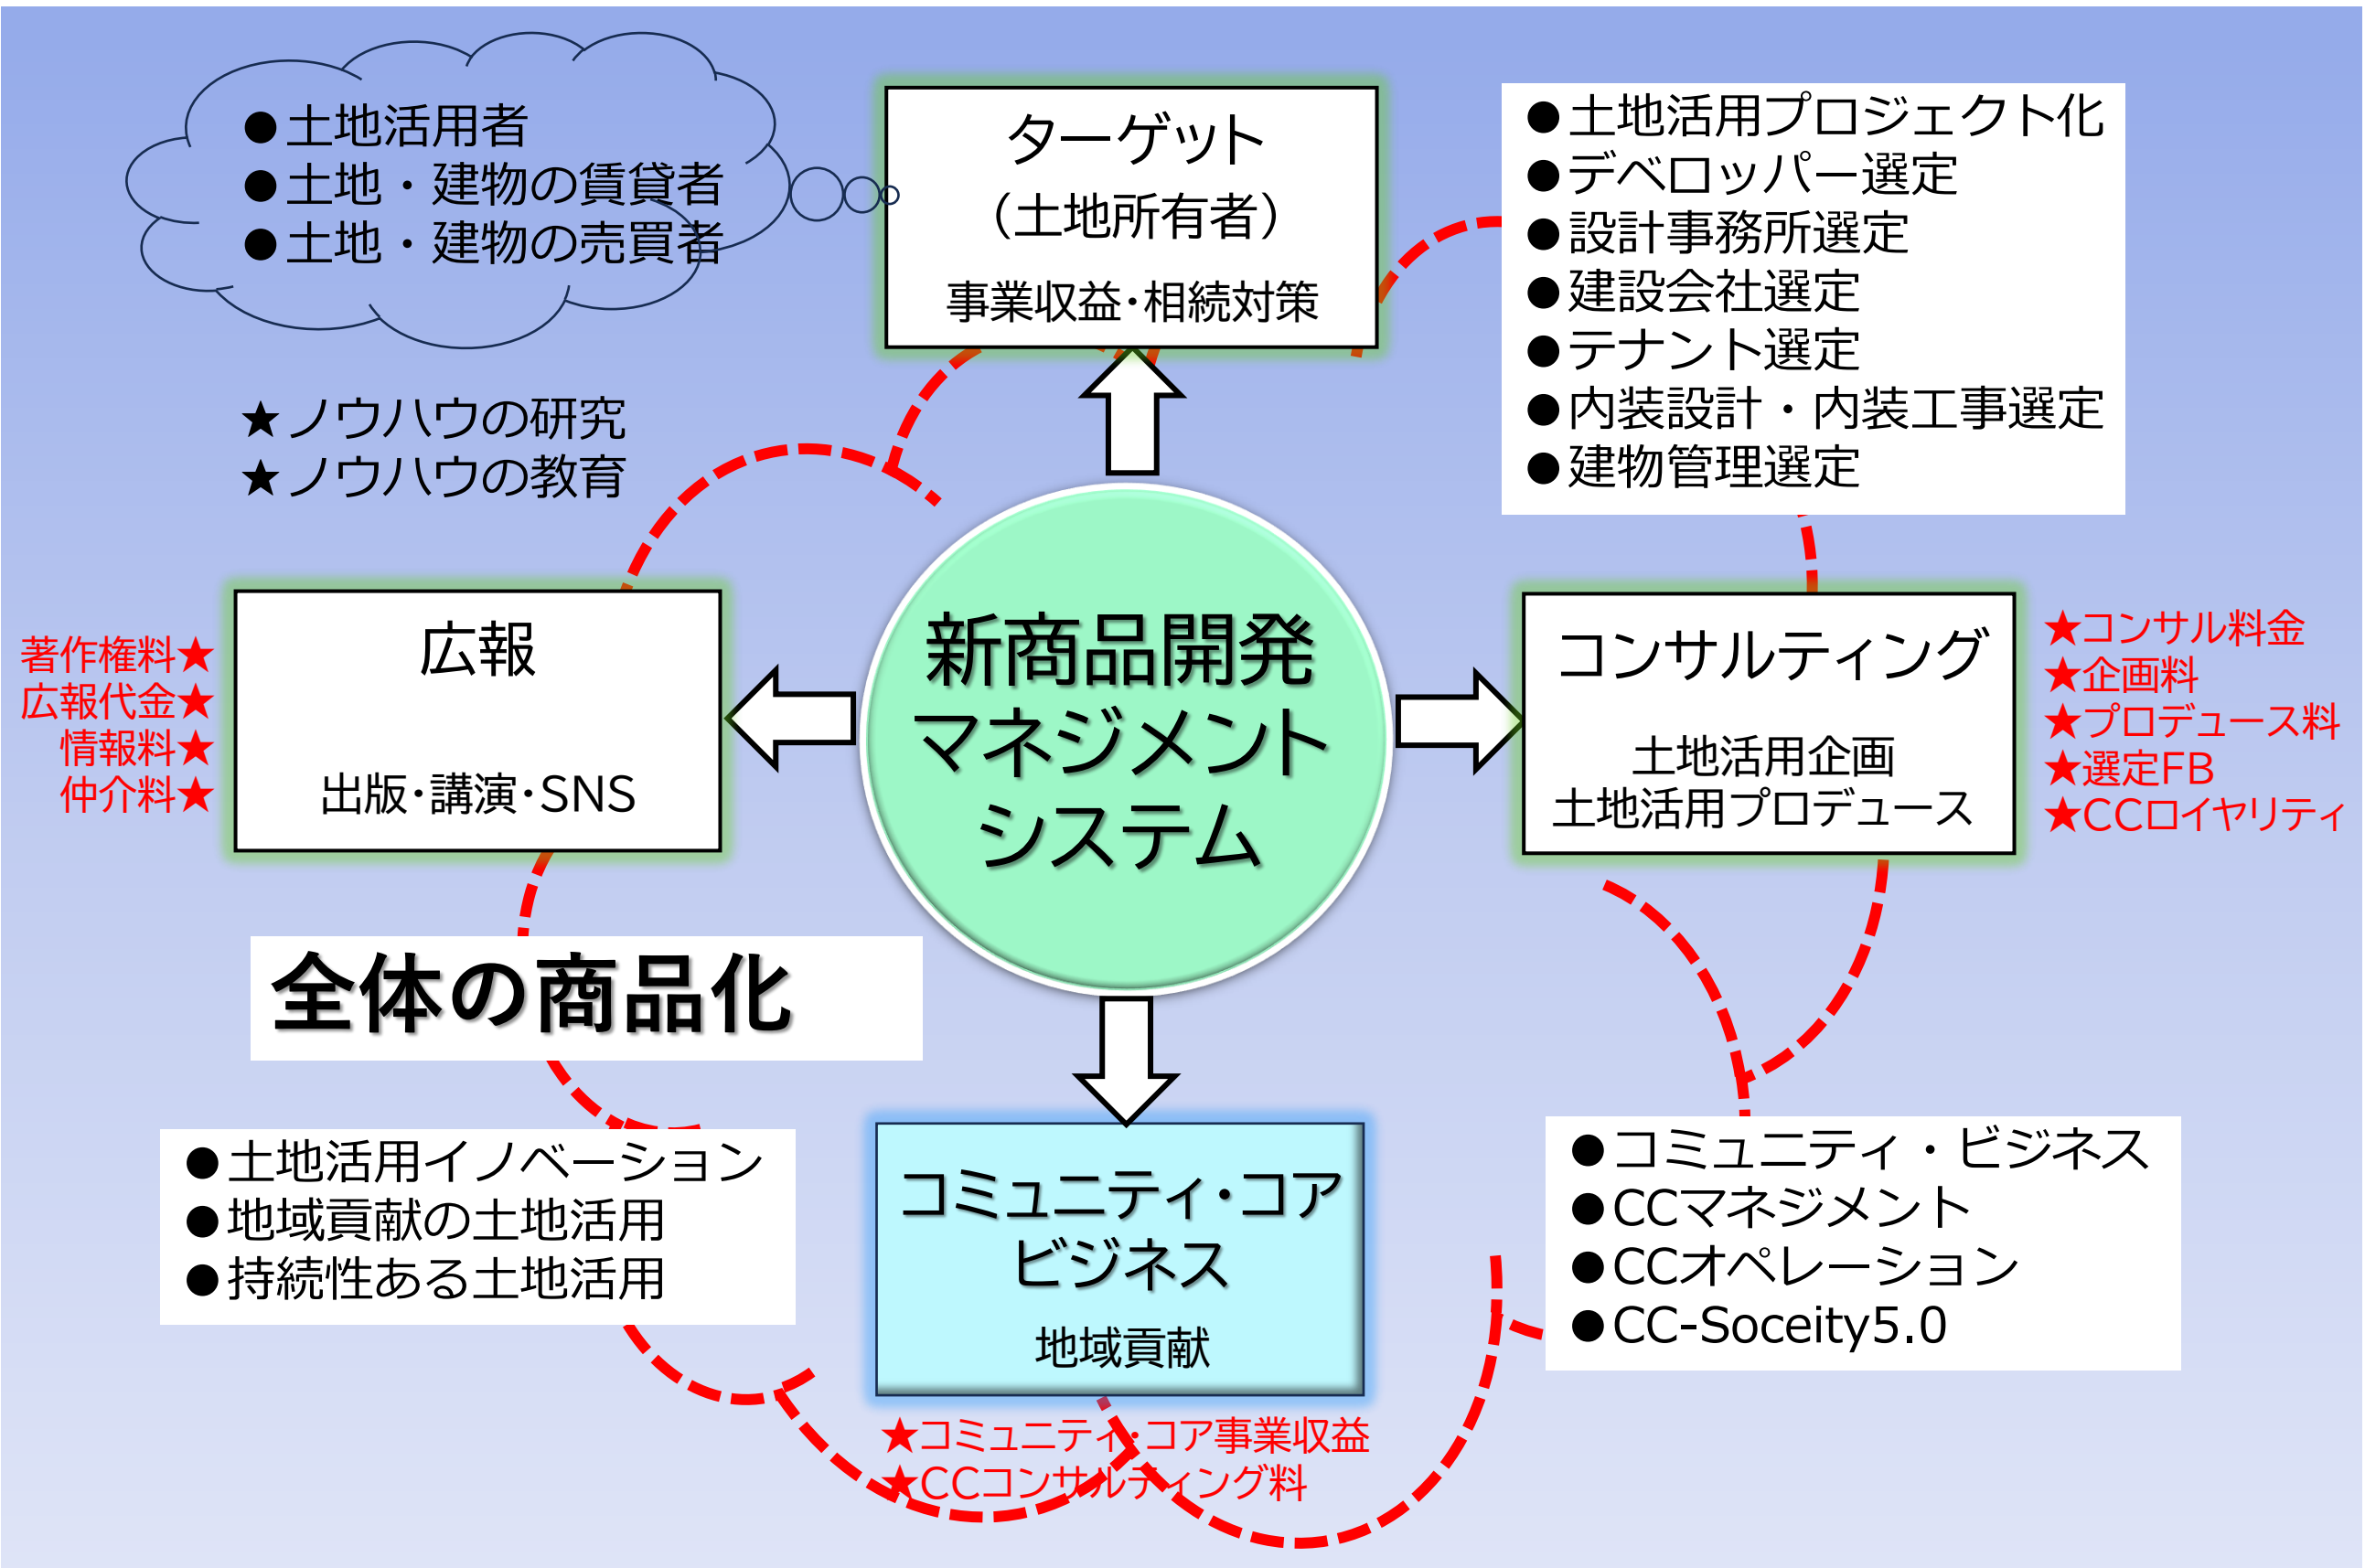 ●土地活用者
●土地・建物の賃貸者
●土地・建物の売買者
ターゲット
（土地所有者）
事業収益・相続対策
●土地活用プロジェクト化
●デベロッパー選定
●設計事務所選定
●建設会社選定
●テナント選定
●内装設計・内装工事選定
●建物管理選定
★ノウハウの研究
★ノウハウの教育
著作権料★
広報代金★
情報料★
仲介料★
広報
出版・講演・SNS
新商品開発
マネジメント
システム
コンサルティング
土地活用企画
土地活用プロデュース
★コンサル料金
★企画料
★プロデュース料
★選定FB
★CCロイヤリティ
全体の商品化
●土地活用イノベーション
●地域貢献の土地活用
●持続性ある土地活用
コミュニティ・コア
ビジネス
地域貢献
★コミュニティ・コア事業収益
★CCコンサルティング料
●コミュニティ・ビジネス
●CCマネジメント
●CCオペレーション
●CC-Soceity5.0